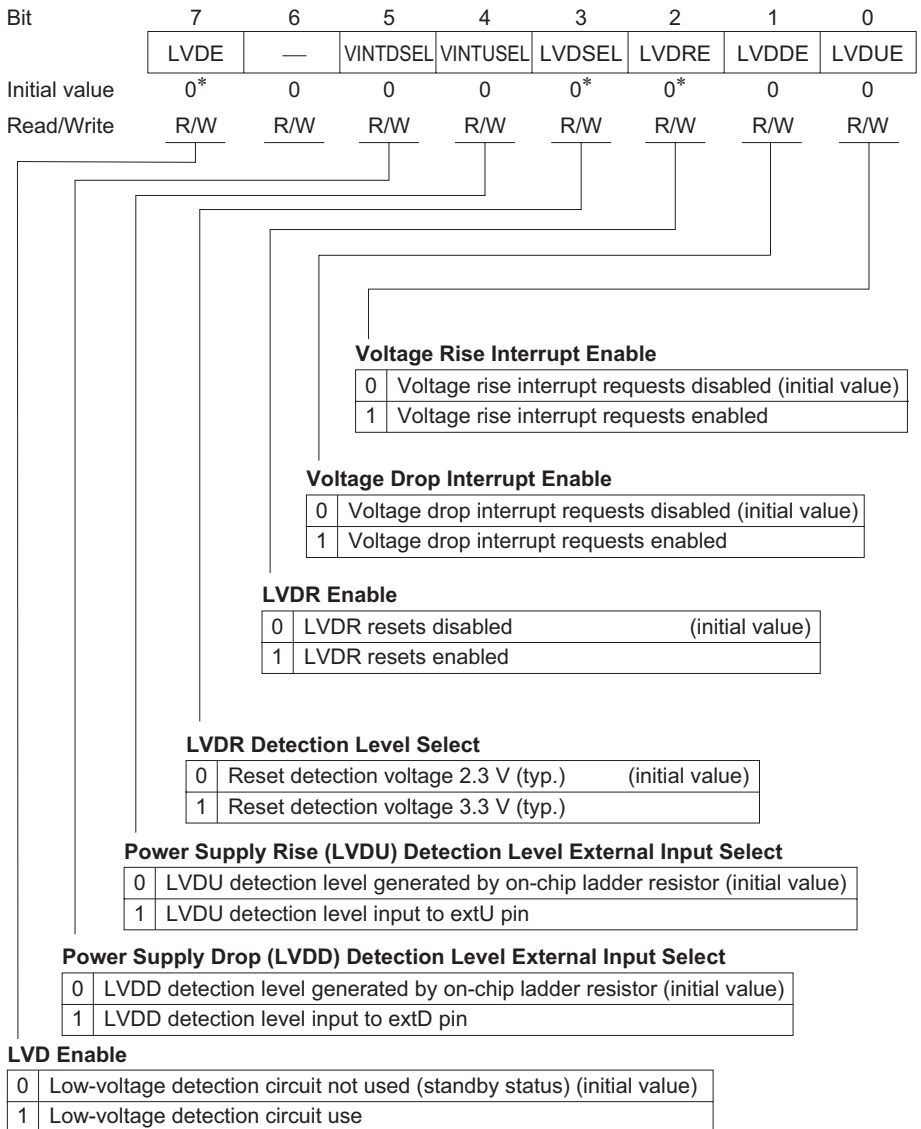 Bit 7 6 5 4 3 2 1 0
LVDE — VINTDSEL VINTUSEL LVDSEL LVDRE LVDDE LVDUE
Initial value 0* 0 0 0 0* 0* 0 0
Read/Write R/W R/W R/W R/W R/W R/W R/W R/W
Voltage Rise Interrupt Enable
0 Voltage rise interrupt requests disabled (initial value)
1 Voltage rise interrupt requests enabled
Voltage Drop Interrupt Enable
0 Voltage drop interrupt requests disabled (initial value)
1 Voltage drop interrupt requests enabled
LVDR Enable
0 LVDR resets disabled (initial value)
1 LVDR resets enabled
LVDR Detection Level Select
0 Reset detection voltage 2.3 V (typ.) (initial value)
1 Reset detection voltage 3.3 V (typ.)
Power Supply Rise (LVDU) Detection Level External Input Select
0 LVDU detection level generated by on-chip ladder resistor (initial value)
1 LVDU detection level input to extU pin
Power Supply Drop (LVDD) Detection Level External Input Select
0 LVDD detection level generated by on-chip ladder resistor (initial value)
1 LVDD detection level input to extD pin
LVD Enable
0 Low-voltage detection circuit not used (standby status) (initial value)
1 Low-voltage detection circuit use